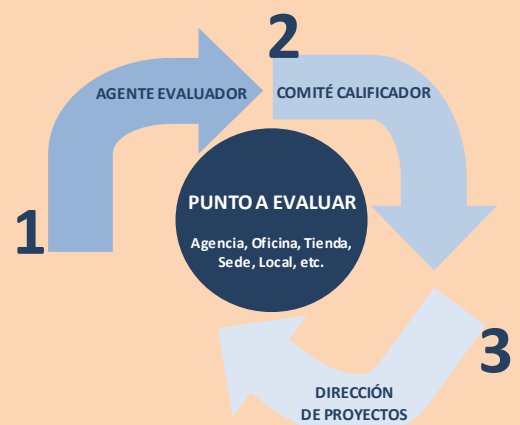 1
AGENTE EVALUADOR
2
COMITÉ CALIFICADOR
PUNTO A EVALUAR
Agencia, Oficina, Tienda,
Sede, Local, etc.
3
DIRECCIÓN
DE PROYECTOS